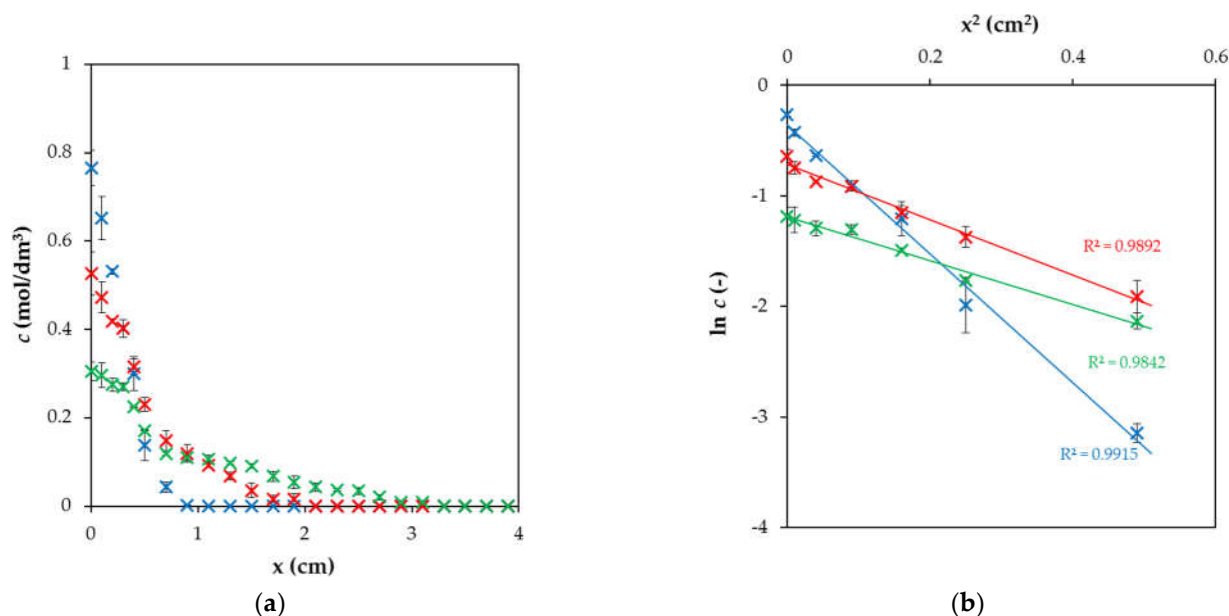 1
0.8
0.6
0.4
0.2
0
c (mol/dm³)
0
1
2
3
4
x (cm)
(a)
x² (cm²)
0
0.2
0.4
0.6
0
-1
-2
-3
-4
ln c (-)
R² = 0.9892
R² = 0.9842
R² = 0.9915
(b)